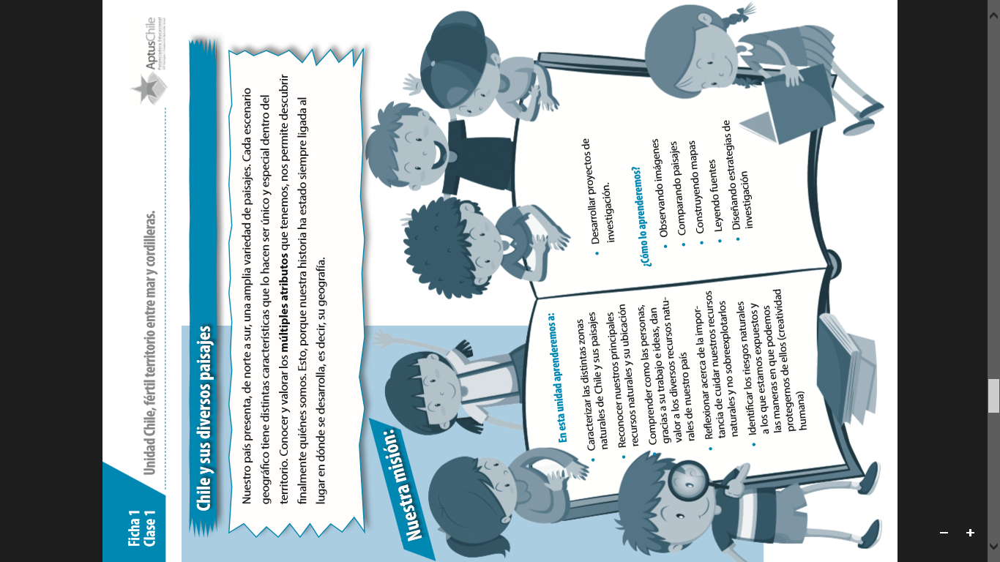 Ficha 1
Clase 1
Unidad Chile, fértil territorio entre mar y cordilleras.
AptusChile
Chile y sus diversos paisajes
Nuestro país presenta, de norte a sur, una amplia variedad de paisajes. Cada escenario
geográfico tiene distintas características que lo hacen ser único y especial dentro del
territorio. Conocer y valorar los múltiples atributos que tenemos, nos permite descubrir
finalmente quiénes somos. Esto, porque nuestra historia ha estado siempre ligada al
lugar en donde se desarrolla, es decir, su geografía.
Nuestra misión:
En esta unidad aprenderemos a:
• Caracterizar las distintas zonas
naturales de Chile y sus paisajes
• Reconocer nuestros principales
recursos naturales y su ubicación
• Comprender como las personas,
gracias a su trabajo e ideas, dan
valor a los diversos recursos natu-
rales de nuestro país
• Reflexionar acerca de la impor-
tancia de cuidar nuestros recursos
naturales y no sobreexplotarlos
• Identificar los riesgos naturales
a los que estamos expuestos y
las maneras en que podemos
protegernos de ellos (creatividad
humana)
• Desarrollar proyectos de
investigación.
¿Cómo lo aprenderemos?
• Observando imágenes
• Comparando paisajes
• Construyendo mapas
• Leyendo fuentes
• Diseñando estrategias de
investigación